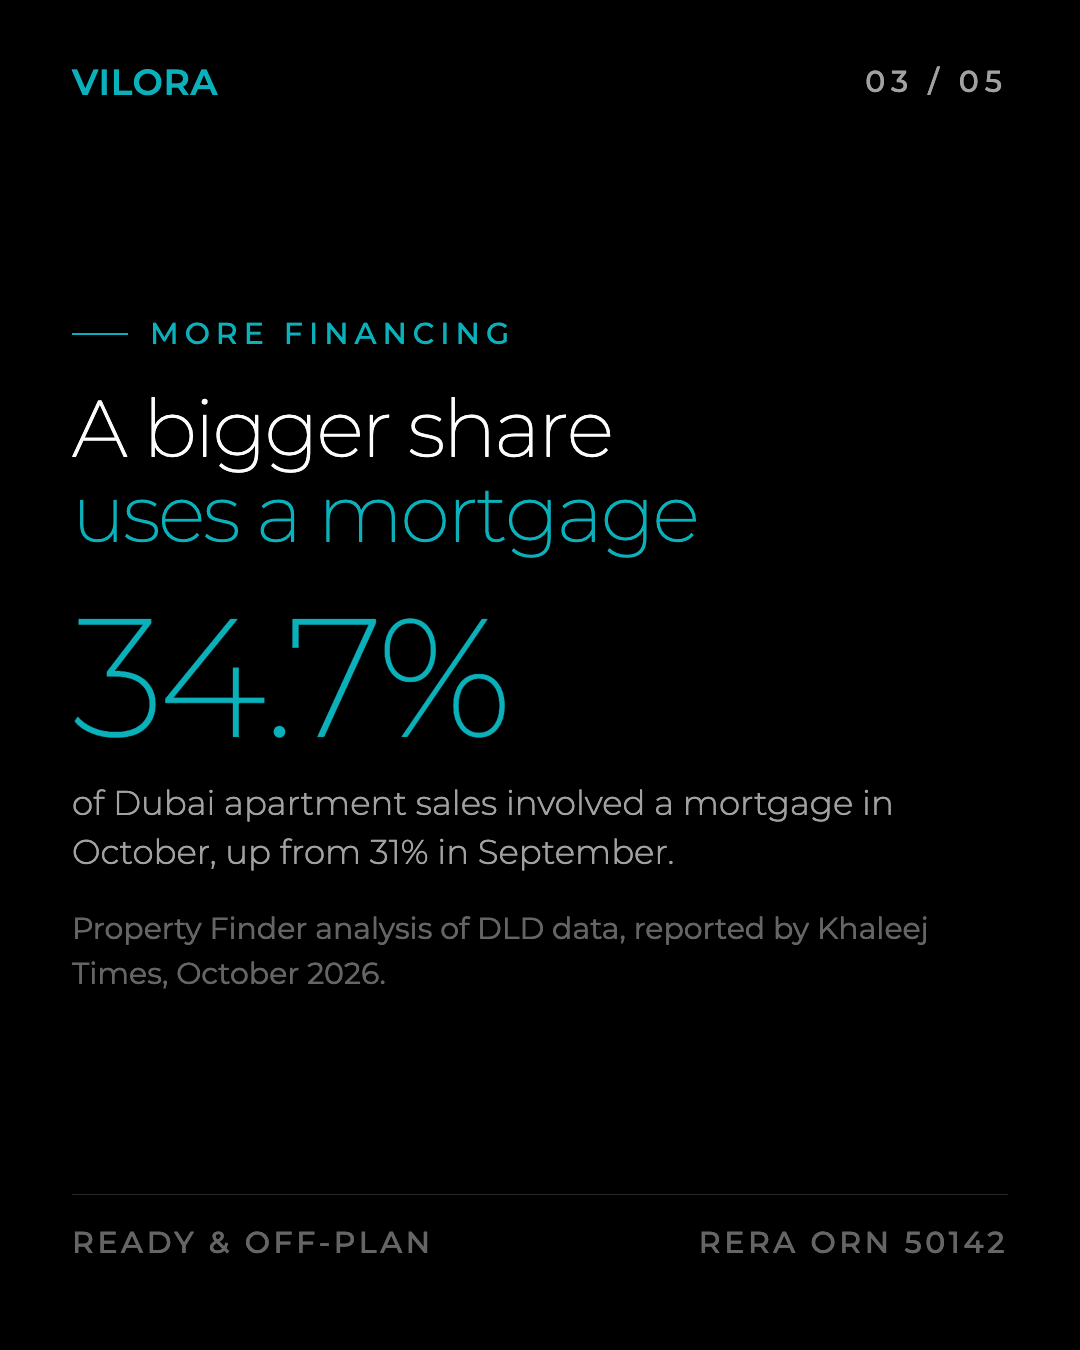 VILORA
03 / 05
MORE FINANCING
A bigger share
uses a mortgage
34.7%
of Dubai apartment sales involved a mortgage in
October, up from 31% in September.
Property Finder analysis of DLD data, reported by Khaleej
Times, October 2026.
READY & OFF-PLAN
RERA ORN 50142